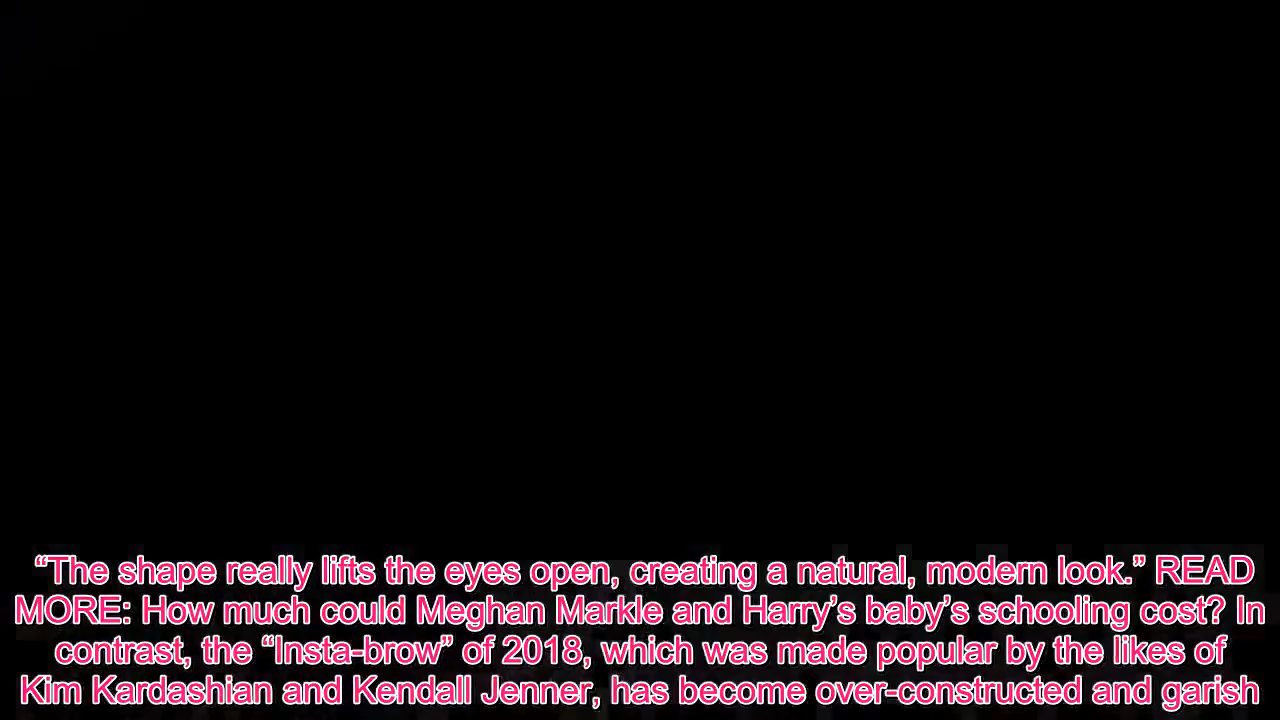 “The shape really lifts the eyes open, creating a natural, modern look.” READ
MORE: How much could Meghan Markle and Harry’s baby’s schooling cost? In
contrast, the “Insta-brow” of 2018, which was made popular by the likes of
Kim Kardashian and Kendall Jenner, has become over-constructed and garish